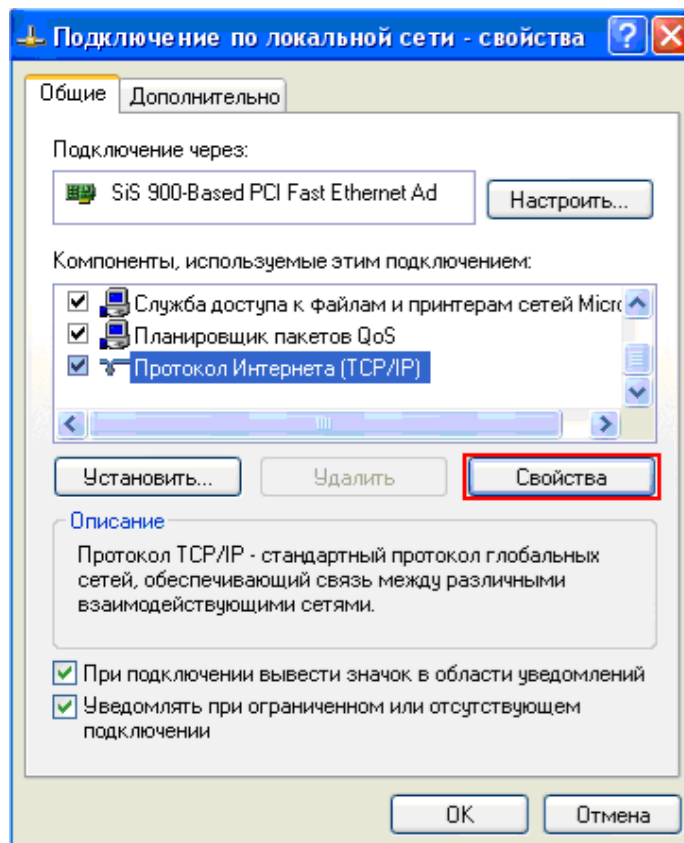 Подключение по локальной сети - свойства
Общие
Дополнительно
Подключение через:
SiS 900-Based PCI Fast Ethernet Ad
Настроить...
Компоненты, используемые этим подключением:
Служба доступа к файлам и принтерам сетей Micro
Планировщик пакетов QoS
Протокол Интернета (TCP/IP)
Установить...
Удалить
Свойства
Описание
Протокол TCP/IP - стандартный протокол глобальных
сетей, обеспечивающий связь между различными
взаимодействующими сетями.
При подключении вывести значок в области уведомлений
Уведомлять при ограниченном или отсутствующем
подключении
OK
Отмена